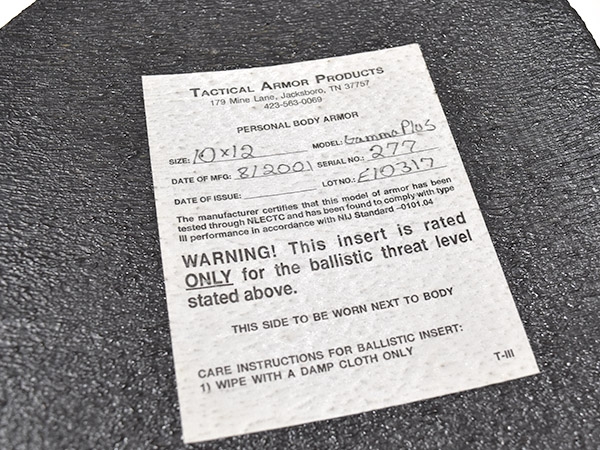 TACTICAL ARMOR PRODUCTS
179 Mine Lane, Jacksboro, TN 37757
423-563-0069
PERSONAL BODY ARMOR
SIZE: 10x12 MODEL: Gamma Plus
DATE OF MFG: 8/2001 SERIAL NO.: 277
DATE OF ISSUE: LOT NO.: E10317
The manufacturer certifies that this model of armor has been
tested through NLECTC and has been found to comply with type
III performance in accordance with NIJ Standard –0101.04
WARNING! This insert is rated
ONLY for the ballistic threat level
stated above.
THIS SIDE TO BE WORN NEXT TO BODY
CARE INSTRUCTIONS FOR BALLISTIC INSERT:
1) WIPE WITH A DAMP CLOTH ONLY
T-III